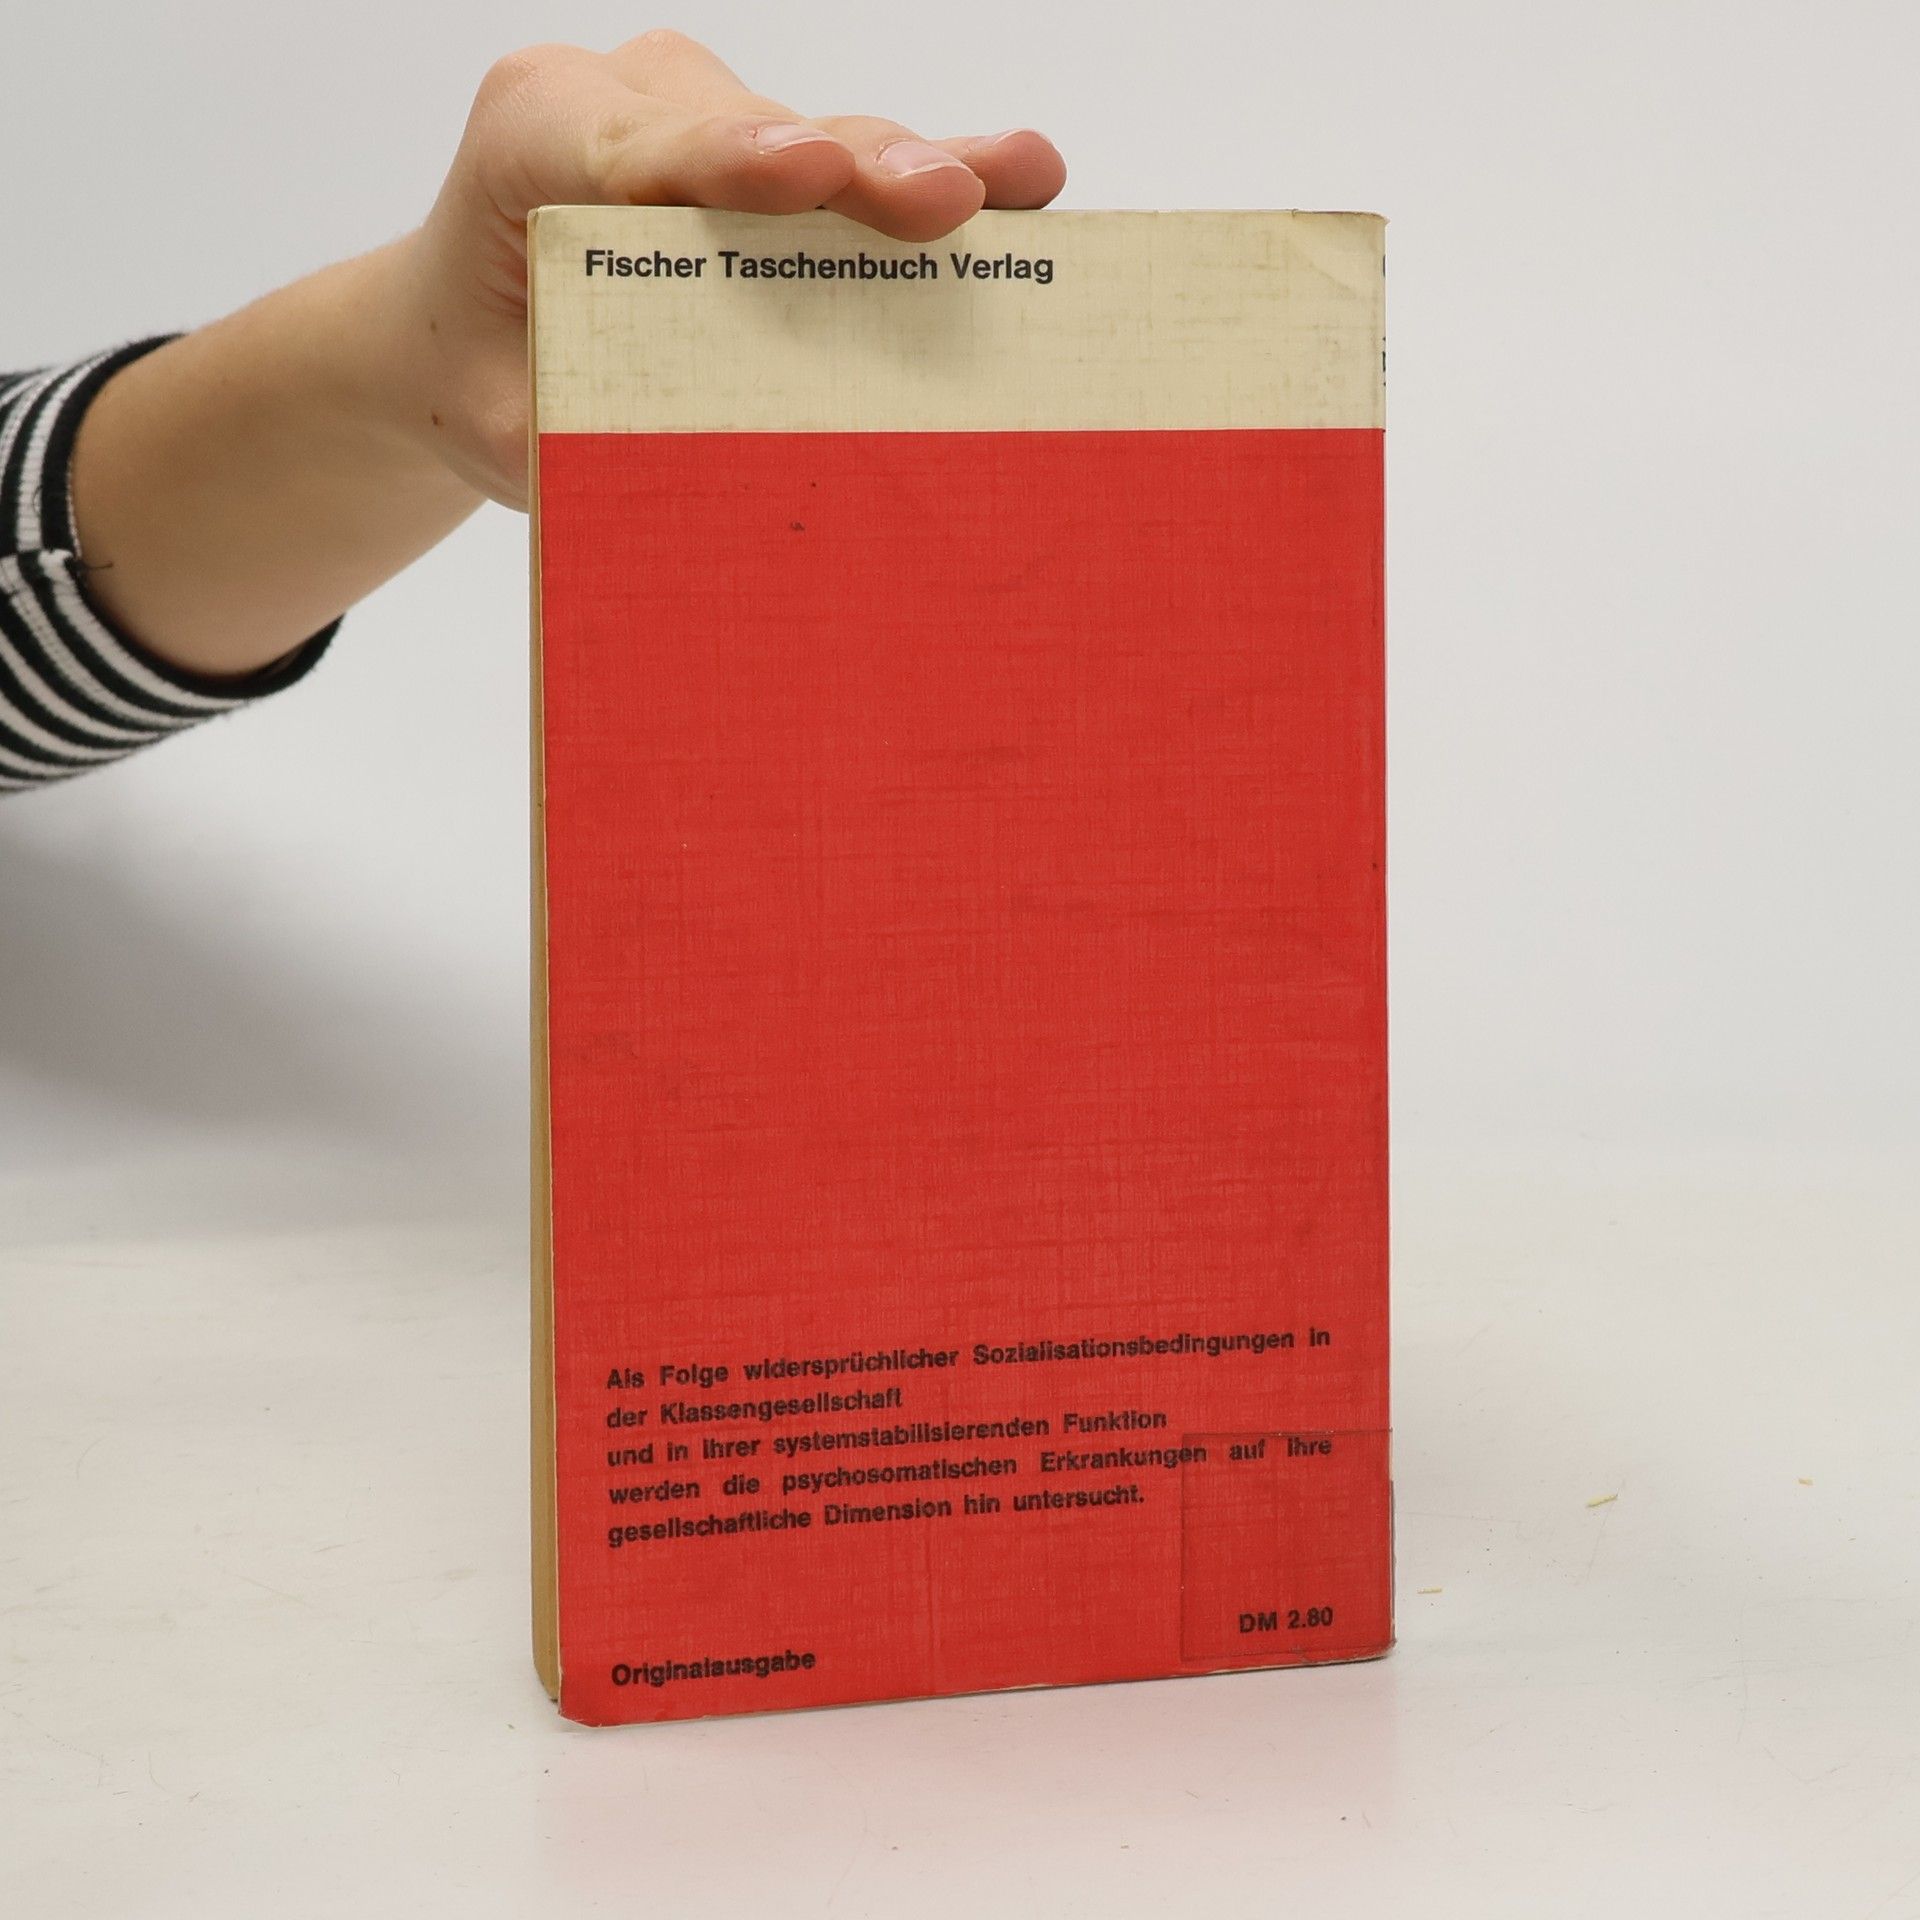 Fischer Taschenbuch Verlag
Als Folge widersprüchlicher Sozialisationsbedingungen in
der Klassengesellschaft
und in ihrer systemstabilisierenden Funktion
werden die psychosomatischen Erkrankungen auf ihre
gesellschaftliche Dimension hin untersucht.
DM 2.80
Originalausgabe